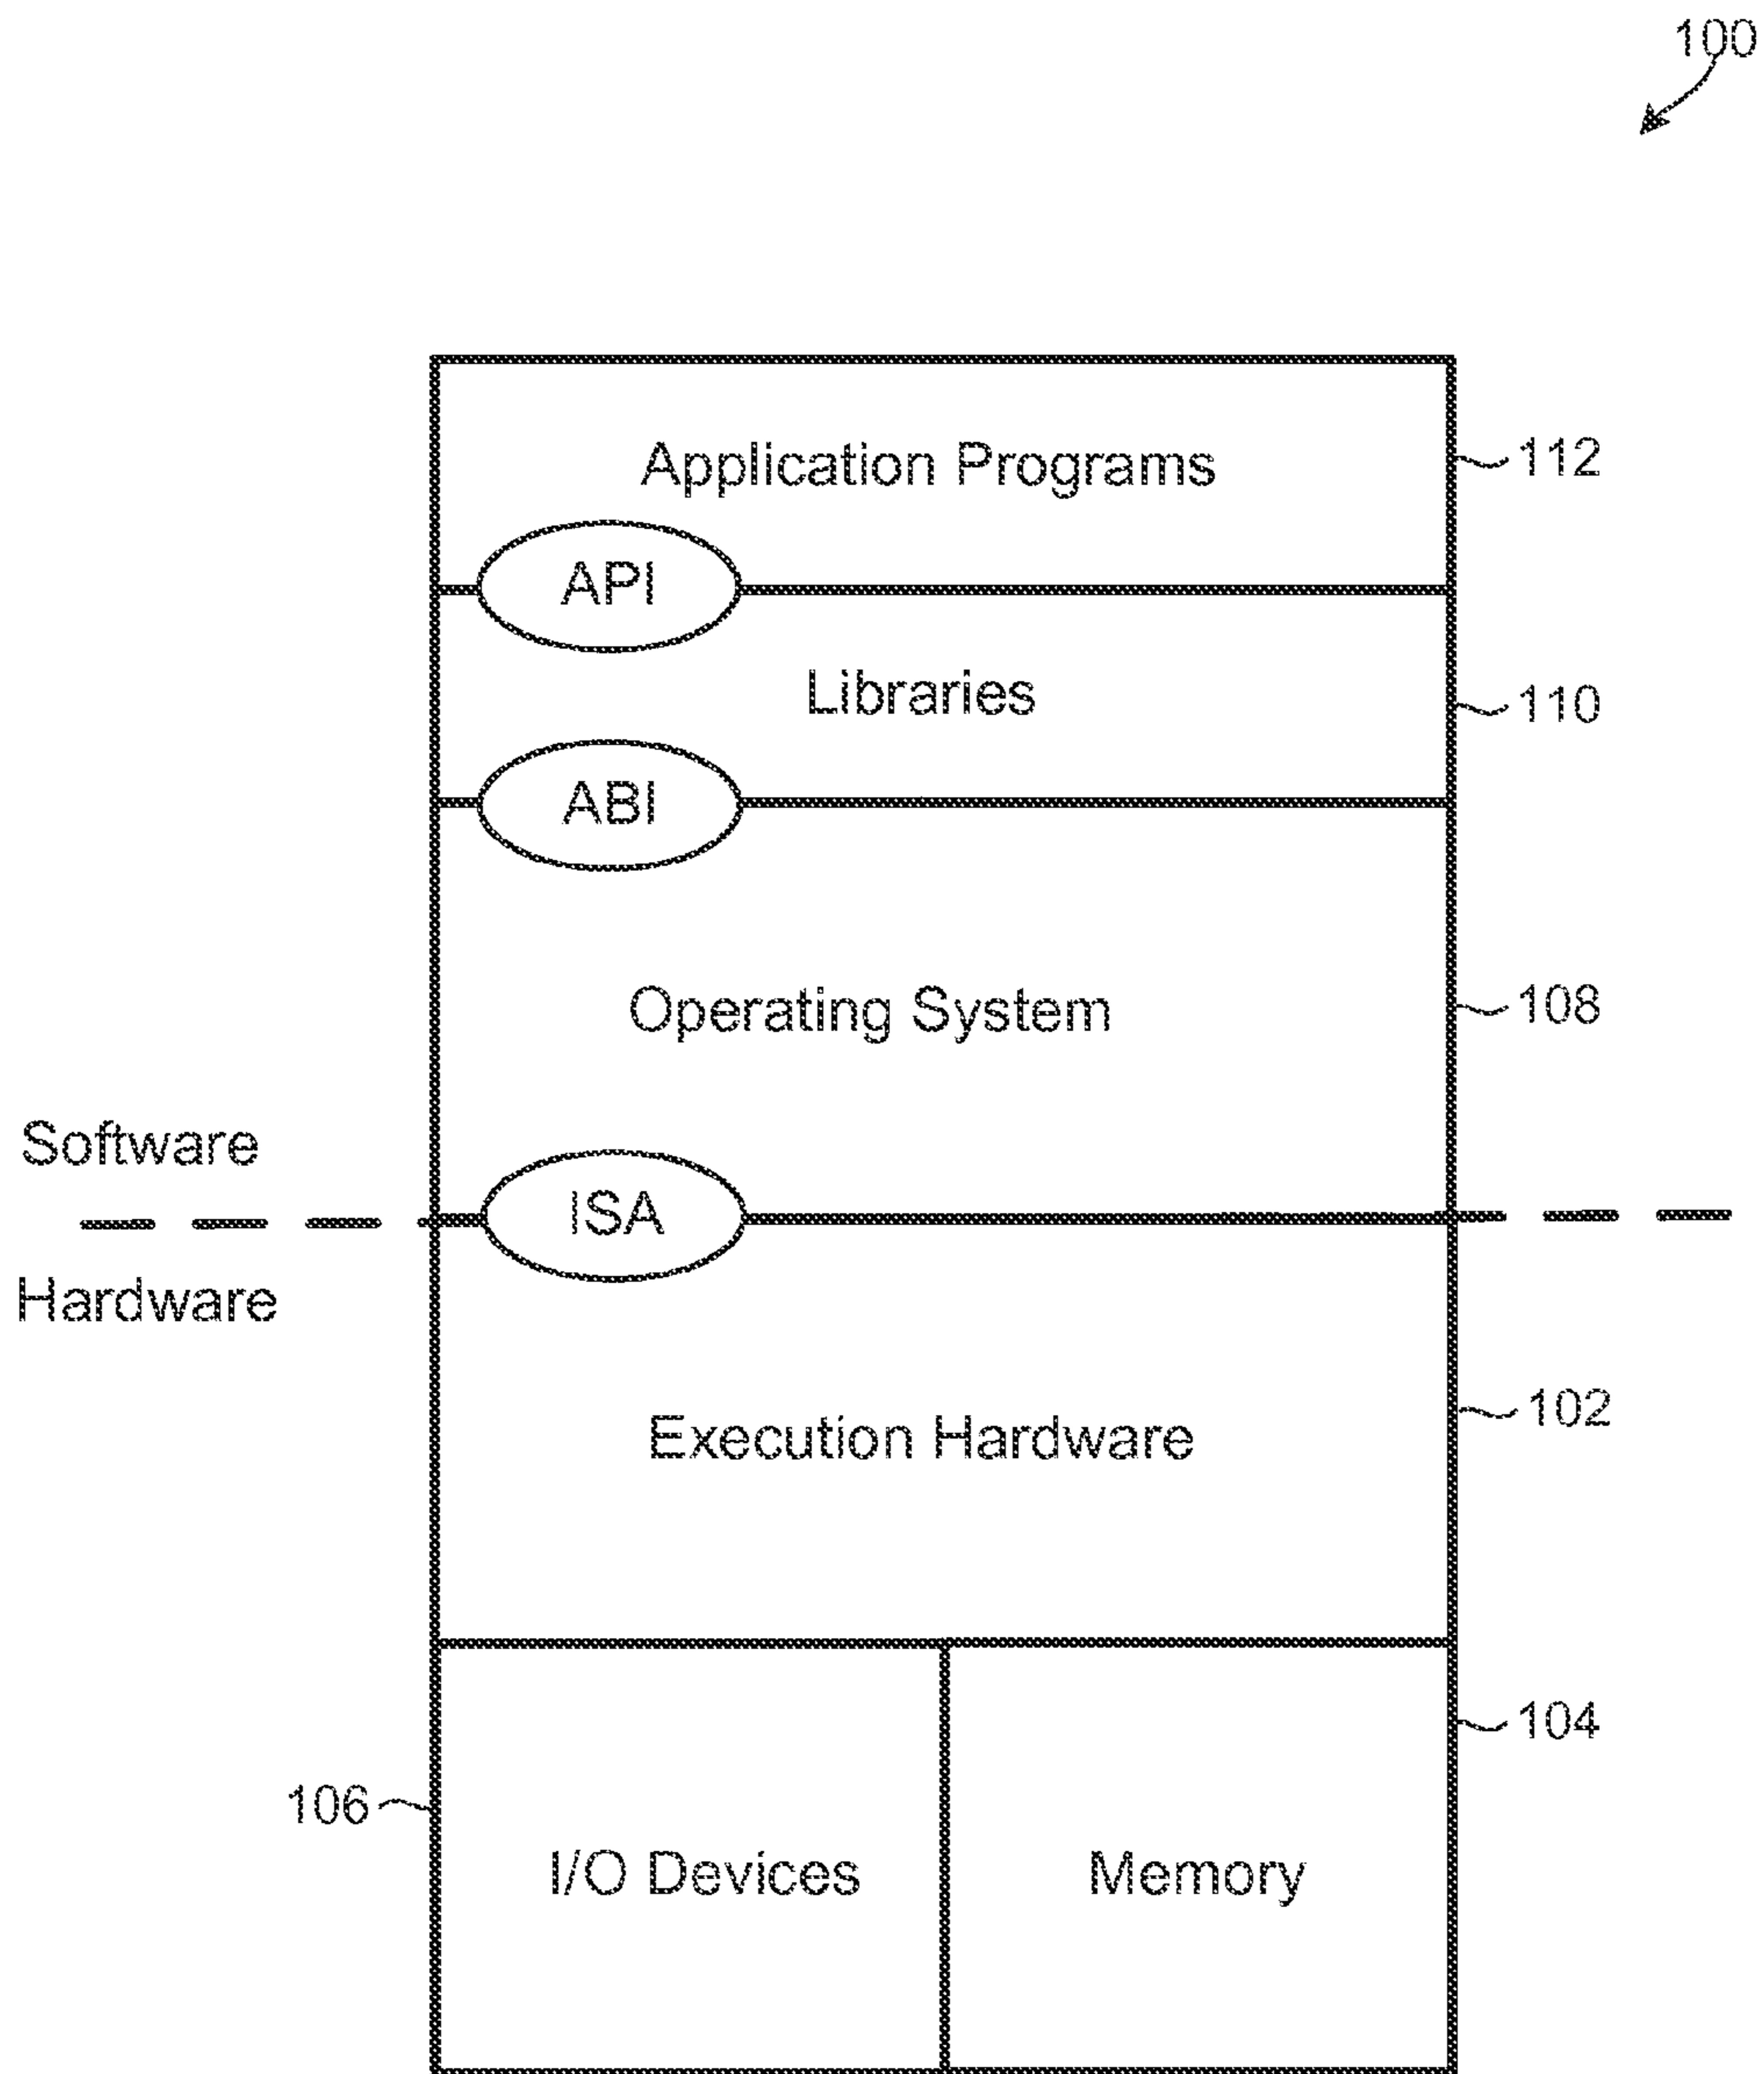 100
Application Programs
112
API
Libraries
110
ABI
Operating System
108
Software
ISA
Hardware
Execution Hardware
102
104
106
I/O Devices
Memory